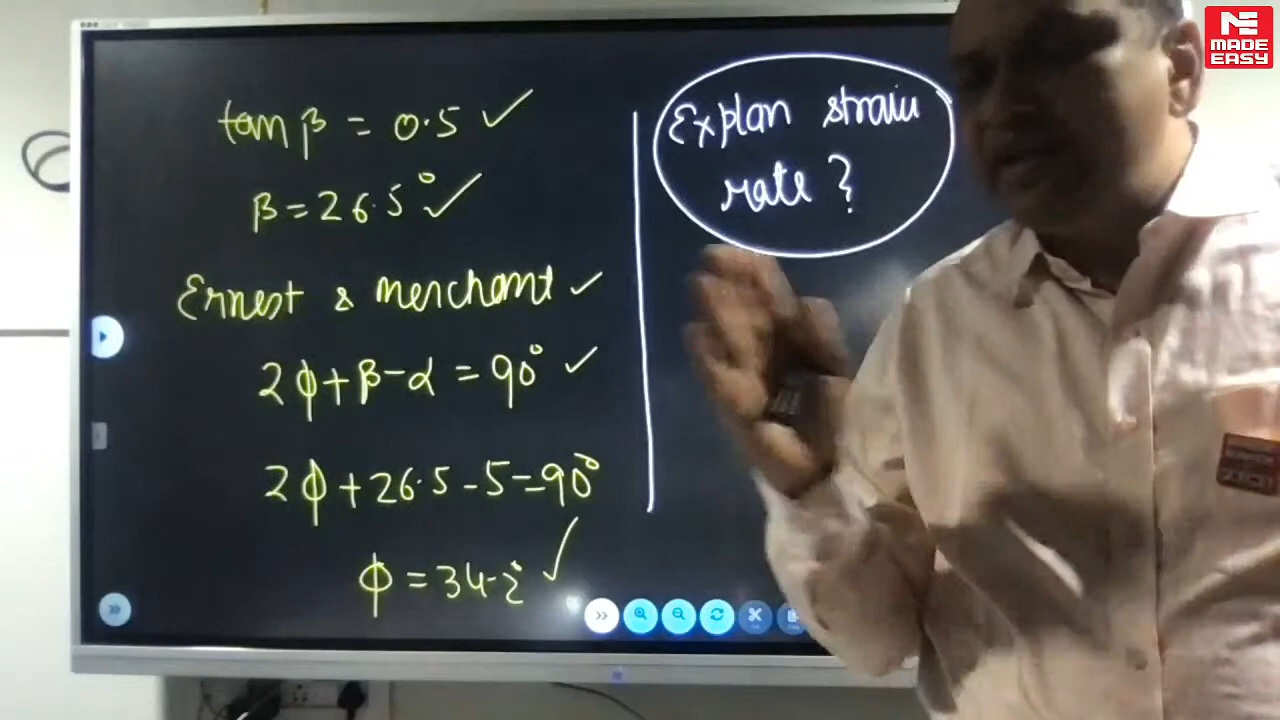 tan β = 0.5 ✓
β = 26.5° ✓
Ernest & merchant ✓
2ϕ + β - α = 90° ✓
2ϕ + 26.5 - 5 = 90°
ϕ = 34.2° ✓
Explan strain
rate ?
ME
MADE
EASY